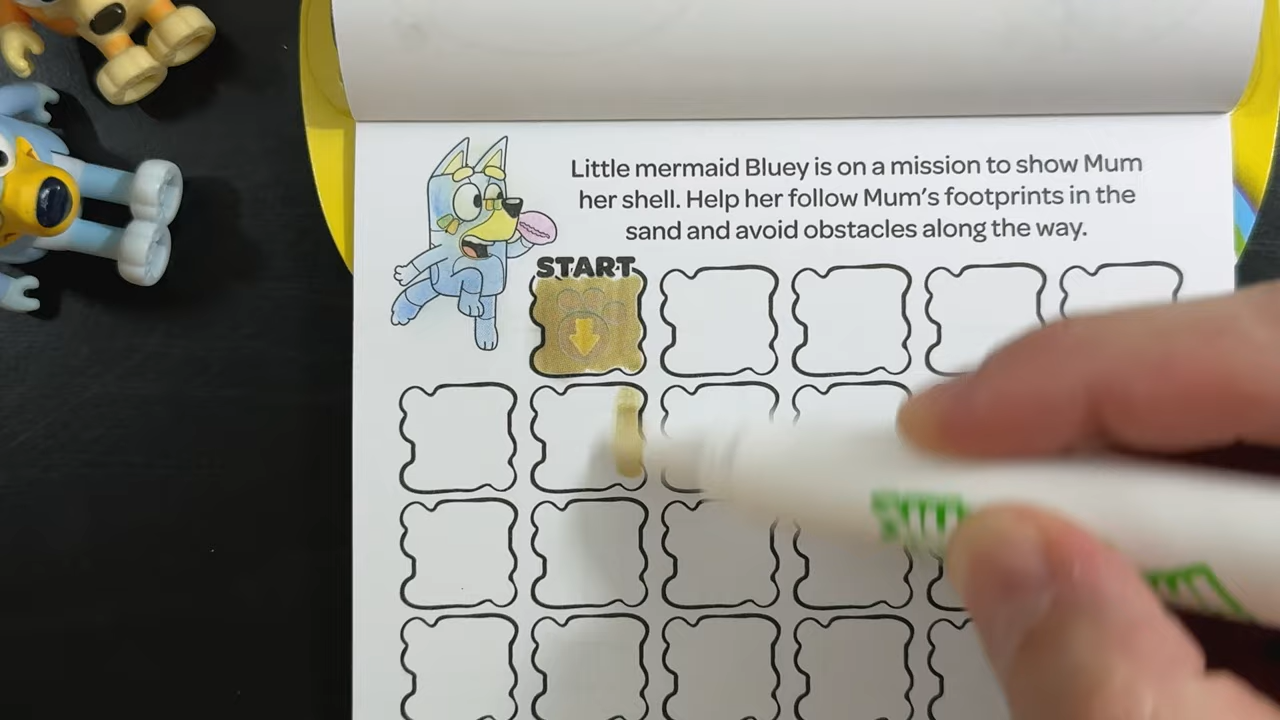 Little mermaid Bluey is on a mission to show Mum
her shell. Help her follow Mum's footprints in the
sand and avoid obstacles along the way.
START